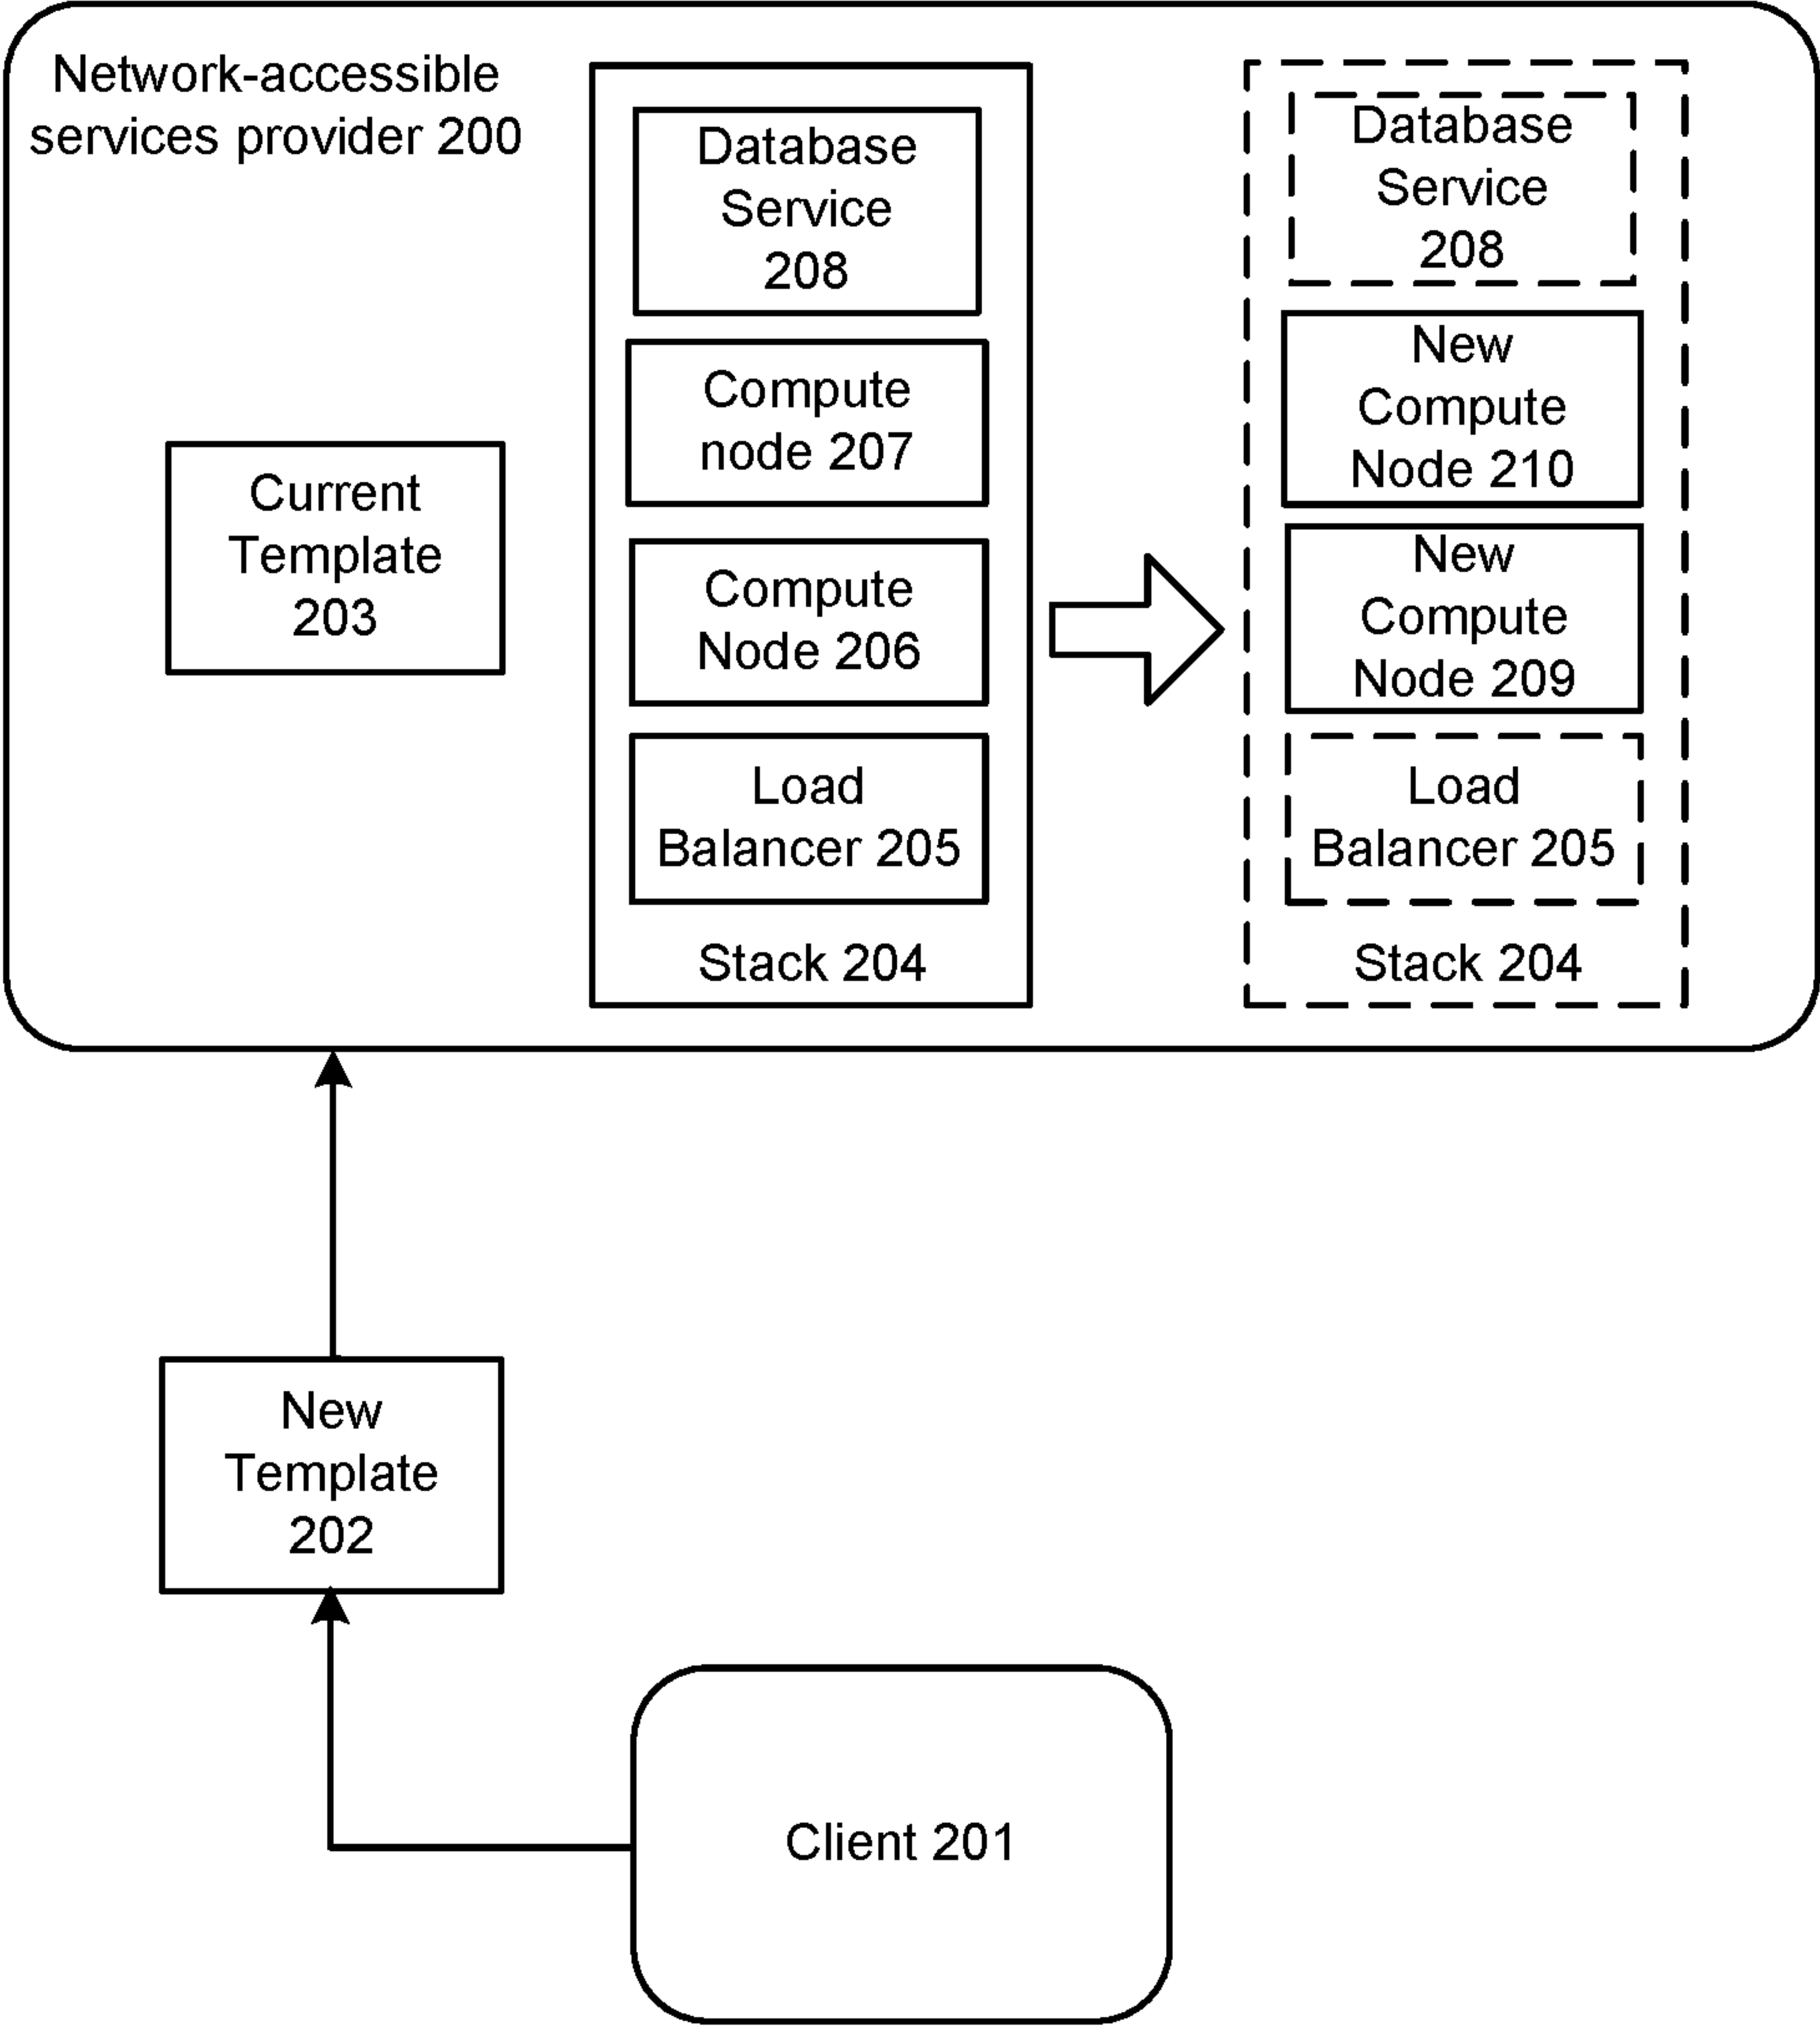 Network-accessible
services provider 200
Current
Template
203
Database
Service
208
Compute
node 207
Compute
Node 206
Load
Balancer 205
Stack 204
Database
Service
208
New
Compute
Node 210
New
Compute
Node 209
Load
Balancer 205
Stack 204
New
Template
202
Client 201